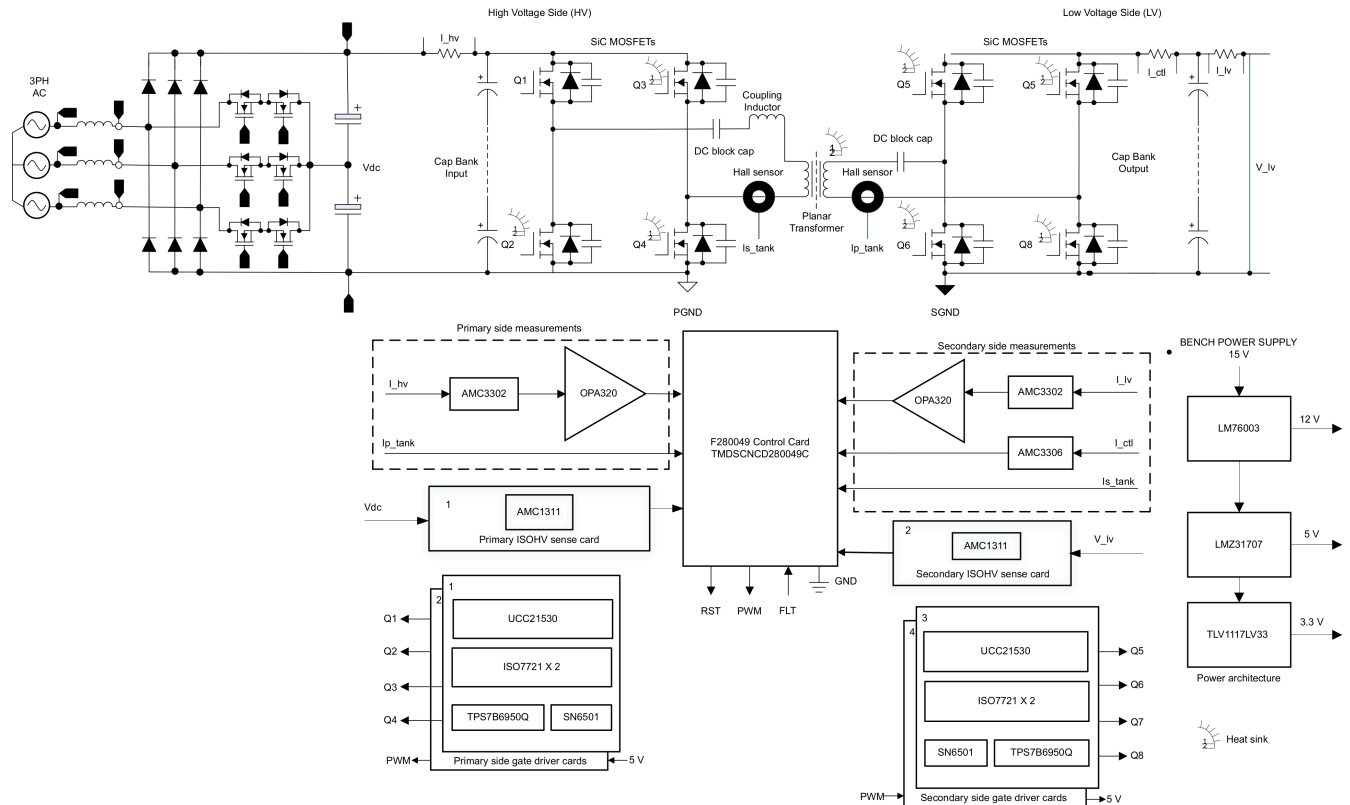 High Voltage Side (HV)
Low Voltage Side (LV)
I_hv
SiC MOSFETs
SiC MOSFETs
3PH
AC
Q1
Q3
Q5
Q5
I_ctl
I_lv
Coupling
Inductor
DC block cap
DC block cap
Vdc
Cap Bank
Input
Hall sensor
Hall sensor
Cap Bank
Output
V_lv
Planar
Transformer
Q2
Q4
Is_tank
Ip_tank
Q6
Q8
PGND
SGND
Primary side measurements
I_hv
AMC3302
OPA320
Ip_tank
F280049 Control Card
TMDSCNCD280049C
Secondary side measurements
OPA320
AMC3302
I_lv
AMC3306
I_ctl
Is_tank
BENCH POWER SUPPLY
15 V
LM76003
12 V
LMZ31707
5 V
TLV1117LV33
3.3 V
Power architecture
Vdc
1
AMC1311
Primary ISOHV sense card
2
AMC1311
Secondary ISOHV sense card
V_lv
RST
PWM
FLT
GND
1
2
UCC21530
ISO7721 X 2
TPS7B6950Q
SN6501
Q1
Q2
Q3
Q4
PWM
Primary side gate driver cards
5 V
3
4
UCC21530
ISO7721 X 2
SN6501
TPS7B6950Q
Q5
Q6
Q7
Q8
PWM
Secondary side gate driver cards
5 V
Heat sink